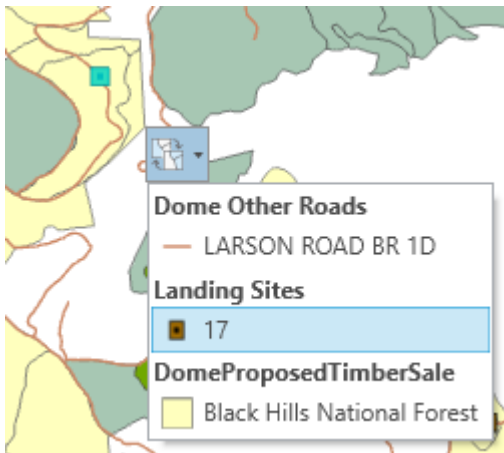 Dome Other Roads
LARSON ROAD BR 1D
Landing Sites
17
DomeProposedTimberSale
Black Hills National Forest